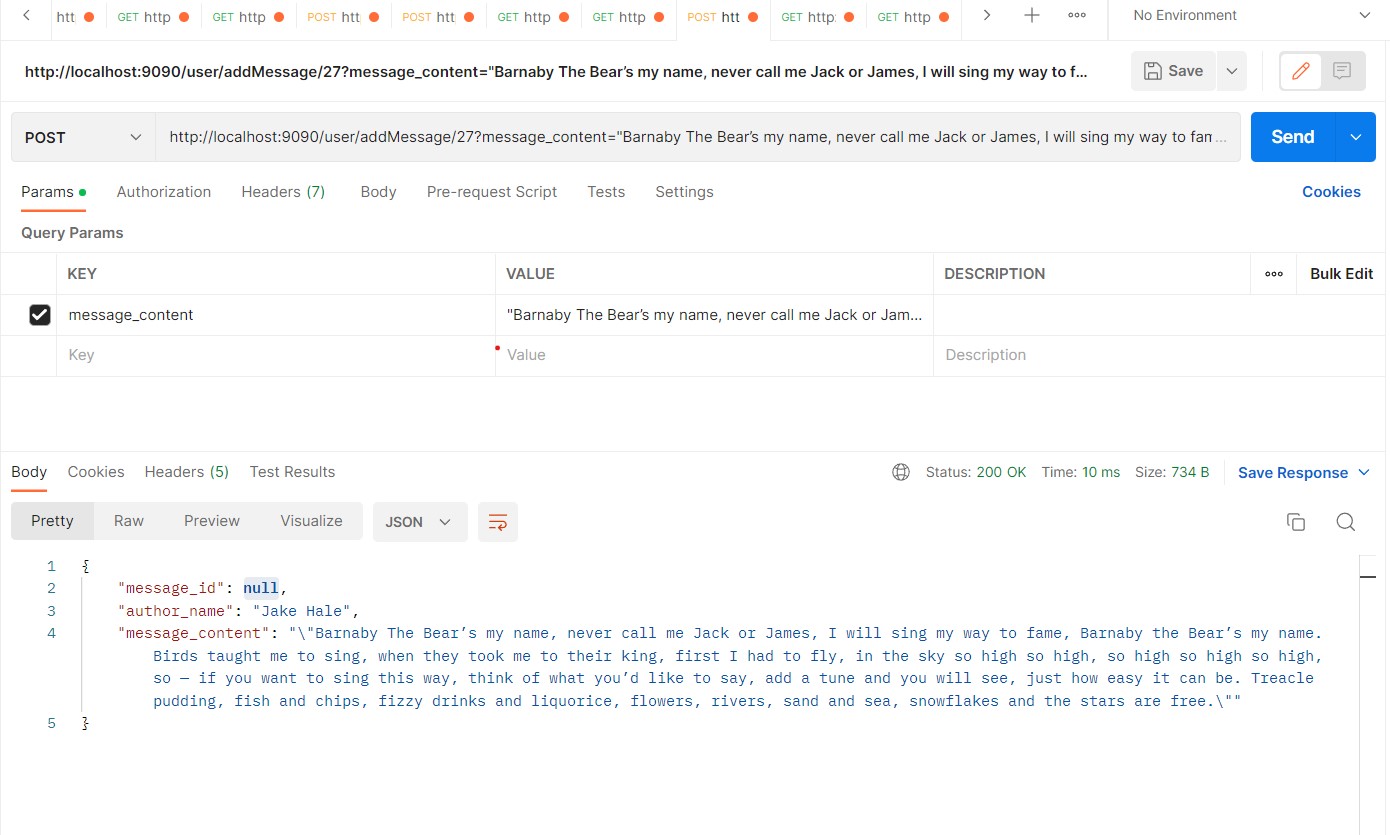 htt GET http GET http POST htt POST htt GET http GET http POST htt GET http: GET http No Environment
http://localhost:9090/user/addMessage/27?message_content="Barnaby The Bear’s my name, never call me Jack or James, I will sing my way to f... Save
POST http://localhost:9090/user/addMessage/27?message_content="Barnaby The Bear’s my name, never call me Jack or James, I will sing my way to fam ... Send
Params Authorization Headers (7) Body Pre-request Script Tests Settings Cookies
Query Params
KEY VALUE DESCRIPTION Bulk Edit
message_content "Barnaby The Bear’s my name, never call me Jack or Jam...
Key Value Description
Body Cookies Headers (5) Test Results Status: 200 OK Time: 10 ms Size: 734 B Save Response
Pretty Raw Preview Visualize JSON
1 {
2 "message_id": null,
3 "author_name": "Jake Hale",
4 "message_content": "\"Barnaby The Bear’s my name, never call me Jack or James, I will sing my way to fame, Barnaby the Bear’s my name.
Birds taught me to sing, when they took me to their king, first I had to fly, in the sky so high so high, so high so high so high,
so – if you want to sing this way, think of what you’d like to say, add a tune and you will see, just how easy it can be. Treacle
pudding, fish and chips, fizzy drinks and liquorice, flowers, rivers, sand and sea, snowflakes and the stars are free.\""
5 }